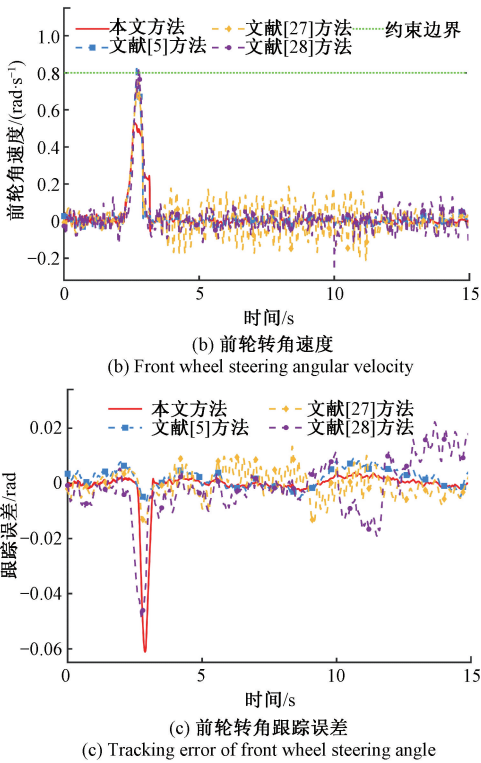 本文方法 文献[27]方法 约束边界
文献[5]方法 文献[28]方法
1.0
0.8
0.6
0.4
0.2
0
−0.2
前轮角速度/(rad·s⁻¹)
0 5 10 15
时间/s
(b) 前轮转角速度
(b) Front wheel steering angular velocity
本文方法 文献[27]方法
文献[5]方法 文献[28]方法
0.02
0
−0.02
−0.04
−0.06
跟踪误差/rad
0 5 10 15
时间/s
(c) 前轮转角跟踪误差
(c) Tracking error of front wheel steering angle